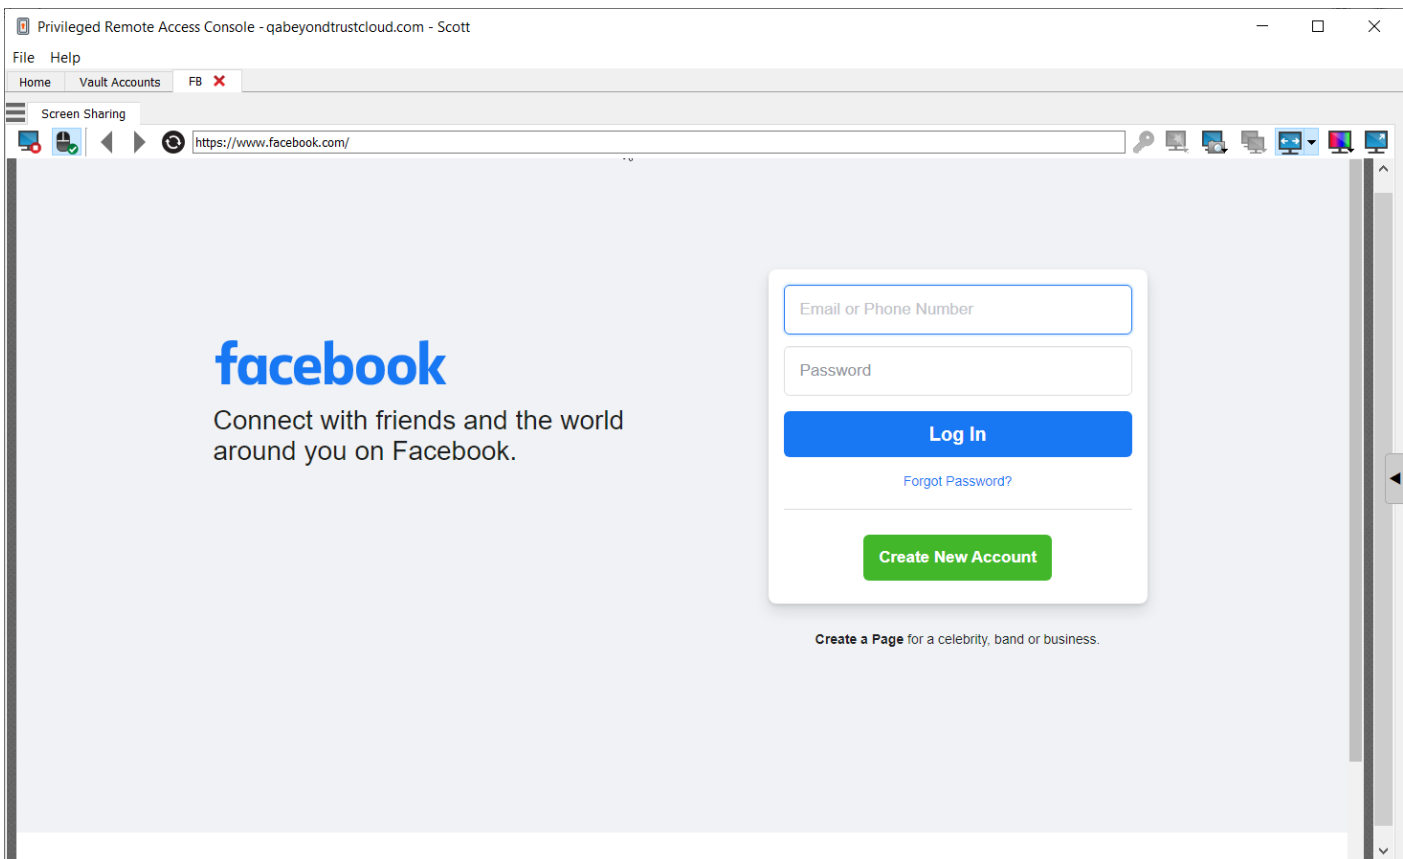 Privileged Remote Access Console - qabeyondtrustcloud.com - Scott
File Help
Home Vault Accounts FB
Screen Sharing
https://www.facebook.com/
Email or Phone Number
Password
facebook
Connect with friends and the world
around you on Facebook.
Log In
Forgot Password?
Create New Account
Create a Page for a celebrity, band or business.